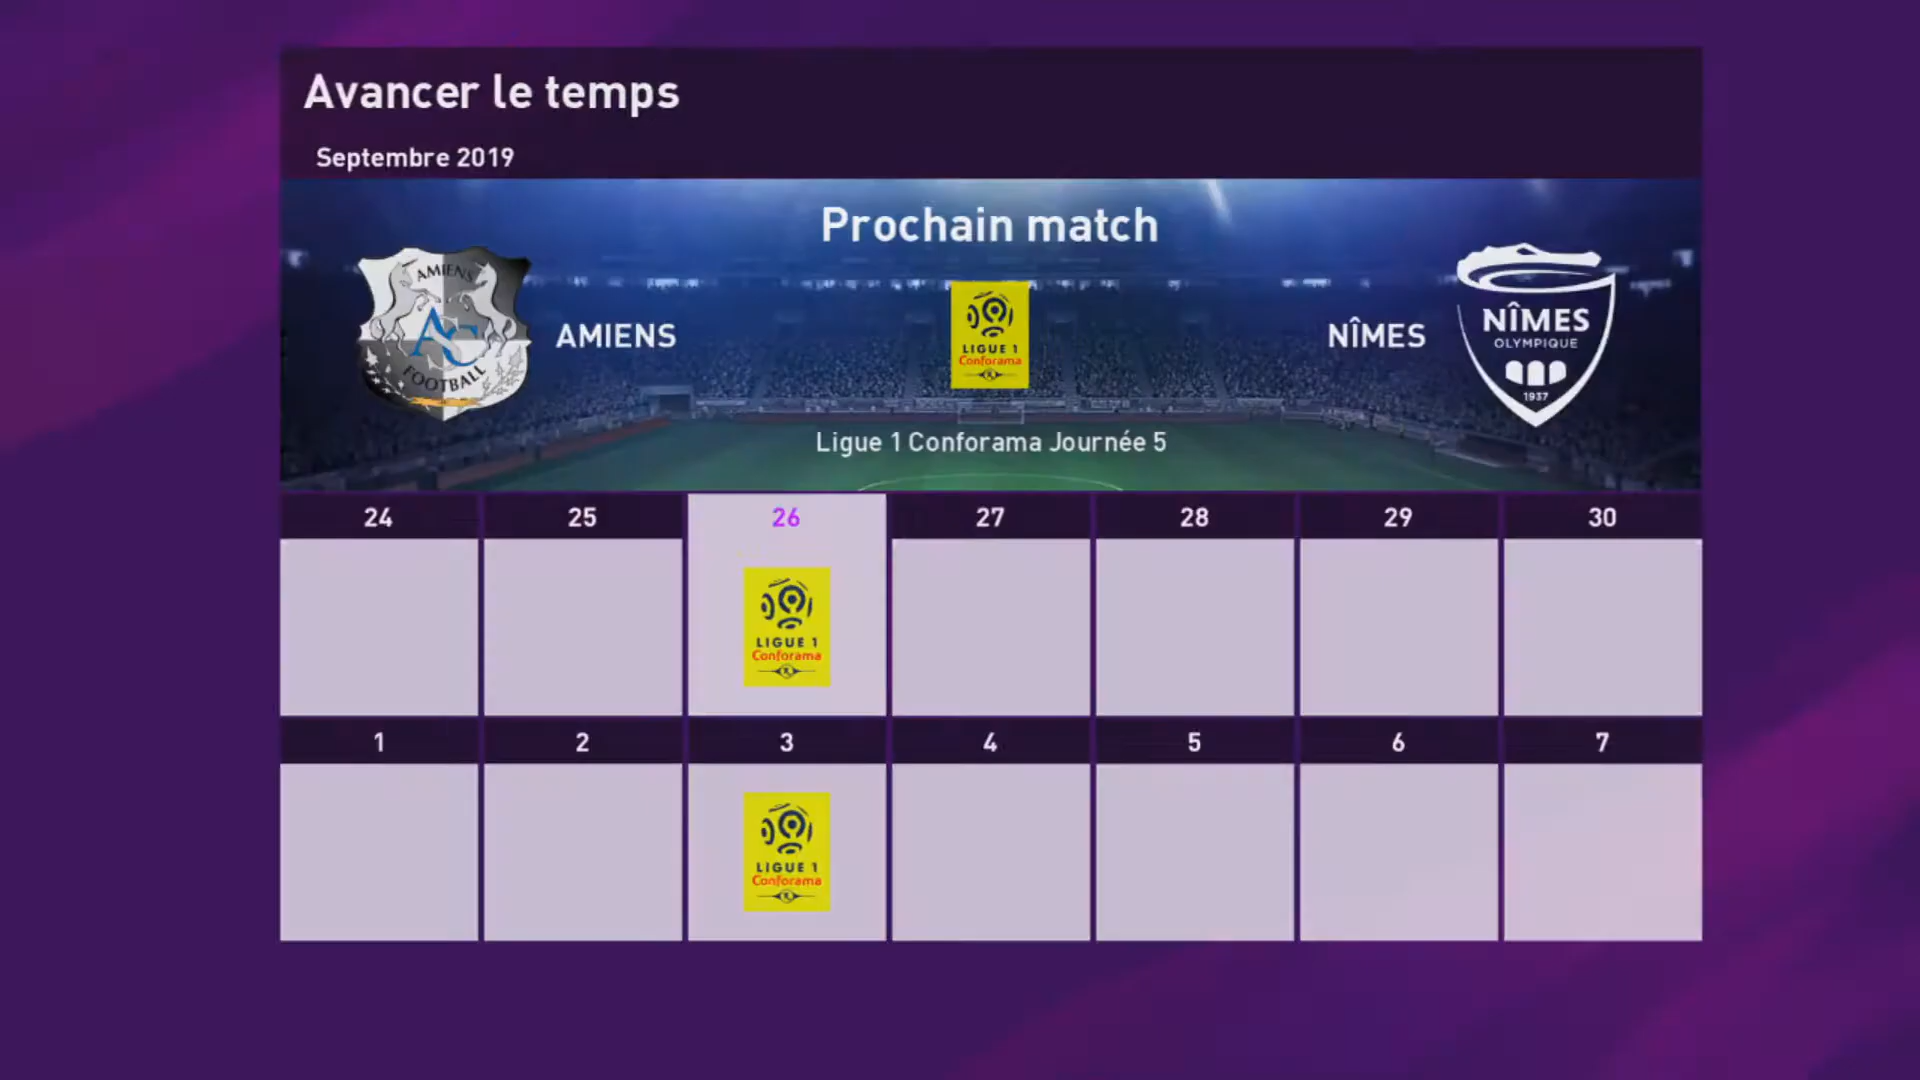 Avancer le temps
Septembre 2019
Prochain match
AMIENS
AC
FOOTBALL
AMIENS
LIGUE 1
Conforama
NÎMES
NÎMES
OLYMPIQUE
1937
Ligue 1 Conforama Journée 5
24 25 26 27 28 29 30
LIGUE 1
Conforama
1 2 3 4 5 6 7
LIGUE 1
Conforama